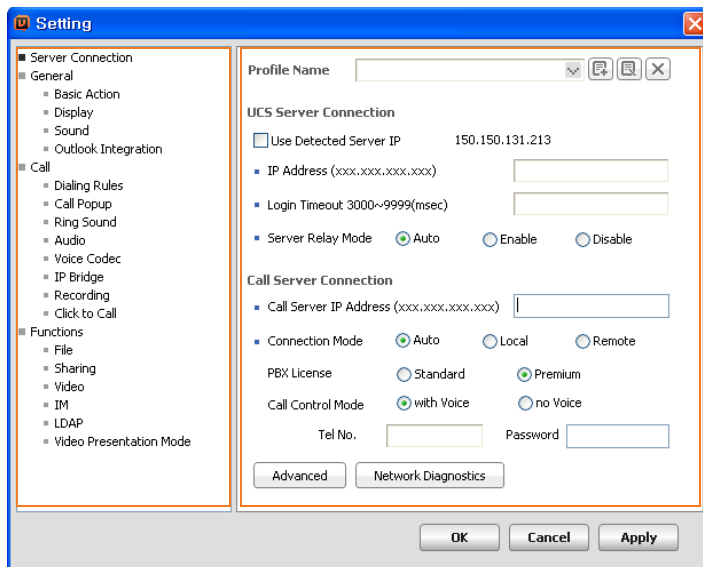 Setting
Server Connection
General
Basic Action
Display
Sound
Outlook Integration
Call
Dialing Rules
Call Popup
Ring Sound
Audio
Voice Codec
IP Bridge
Recording
Click to Call
Functions
File
Sharing
Video
IM
LDAP
Video Presentation Mode
Profile Name
UCS Server Connection
Use Detected Server IP 150.150.131.213
IP Address (xxx.xxx.xxx.xxx)
Login Timeout 3000~9999(msec)
Server Relay Mode Auto Enable Disable
Call Server Connection
Call Server IP Address (xxx.xxx.xxx.xxx)
Connection Mode Auto Local Remote
PBX License Standard Premium
Call Control Mode with Voice no Voice
Tel No. Password
Advanced Network Diagnostics
OK Cancel Apply